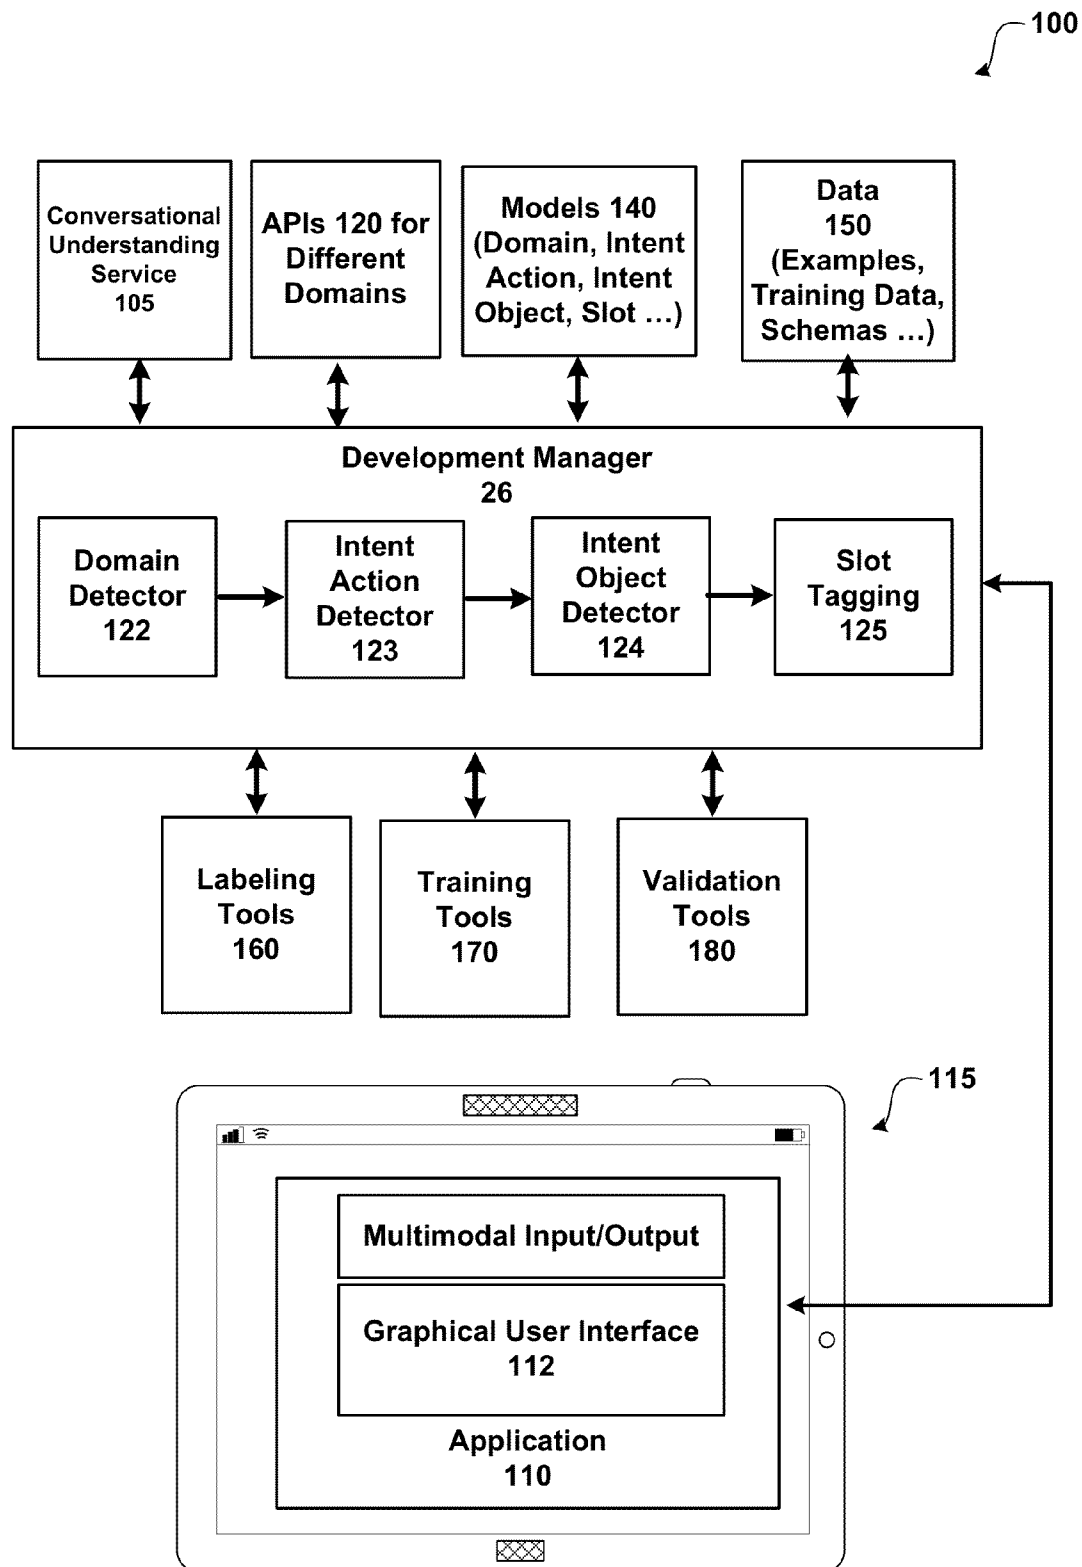 100
Conversational
Understanding
Service
105
APIs 120 for
Different
Domains
Models 140
(Domain, Intent
Action, Intent
Object, Slot ...)
Data
150
(Examples,
Training Data,
Schemas ...)
Development Manager
26
Domain
Detector
122
Intent
Action
Detector
123
Intent
Object
Detector
124
Slot
Tagging
125
Labeling
Tools
160
Training
Tools
170
Validation
Tools
180
115
Multimodal Input/Output
Graphical User Interface
112
Application
110